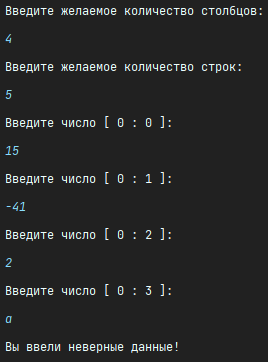 Введите желаемое количество столбцов:
4
Введите желаемое количество строк:
5
Введите число [ 0 : 0 ]:
15
Введите число [ 0 : 1 ]:
-41
Введите число [ 0 : 2 ]:
2
Введите число [ 0 : 3 ]:
a
Вы ввели неверные данные!